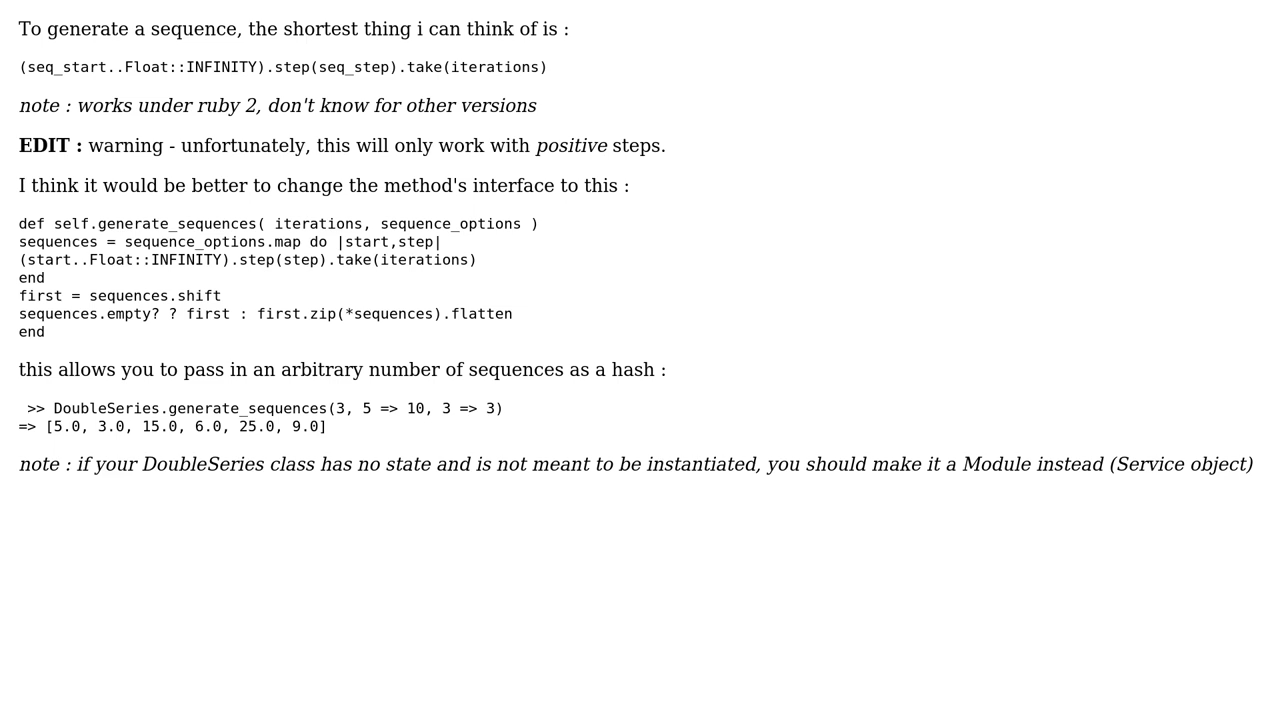 To generate a sequence, the shortest thing i can think of is :
(seq_start..Float::INFINITY).step(seq_step).take(iterations)
note : works under ruby 2, don't know for other versions
EDIT : warning - unfortunately, this will only work with positive steps.
I think it would be better to change the method's interface to this :
def self.generate_sequences( iterations, sequence_options )
sequences = sequence_options.map do |start,step|
(start..Float::INFINITY).step(step).take(iterations)
end
first = sequences.shift
sequences.empty? ? first : first.zip(*sequences).flatten
end
this allows you to pass in an arbitrary number of sequences as a hash :
>> DoubleSeries.generate_sequences(3, 5 => 10, 3 => 3)
=> [5.0, 3.0, 15.0, 6.0, 25.0, 9.0]
note : if your DoubleSeries class has no state and is not meant to be instantiated, you should make it a Module instead (Service object)